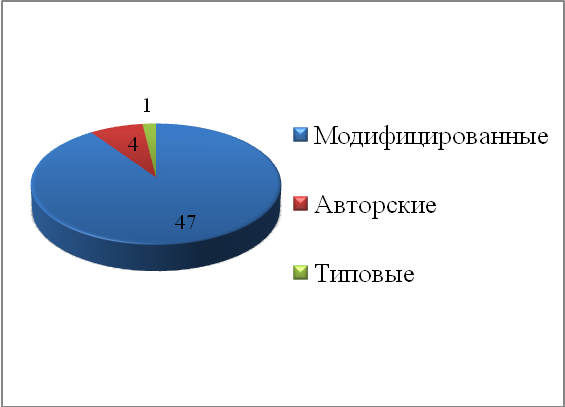 1
4
47
Модифицированные
Авторские
Типовые